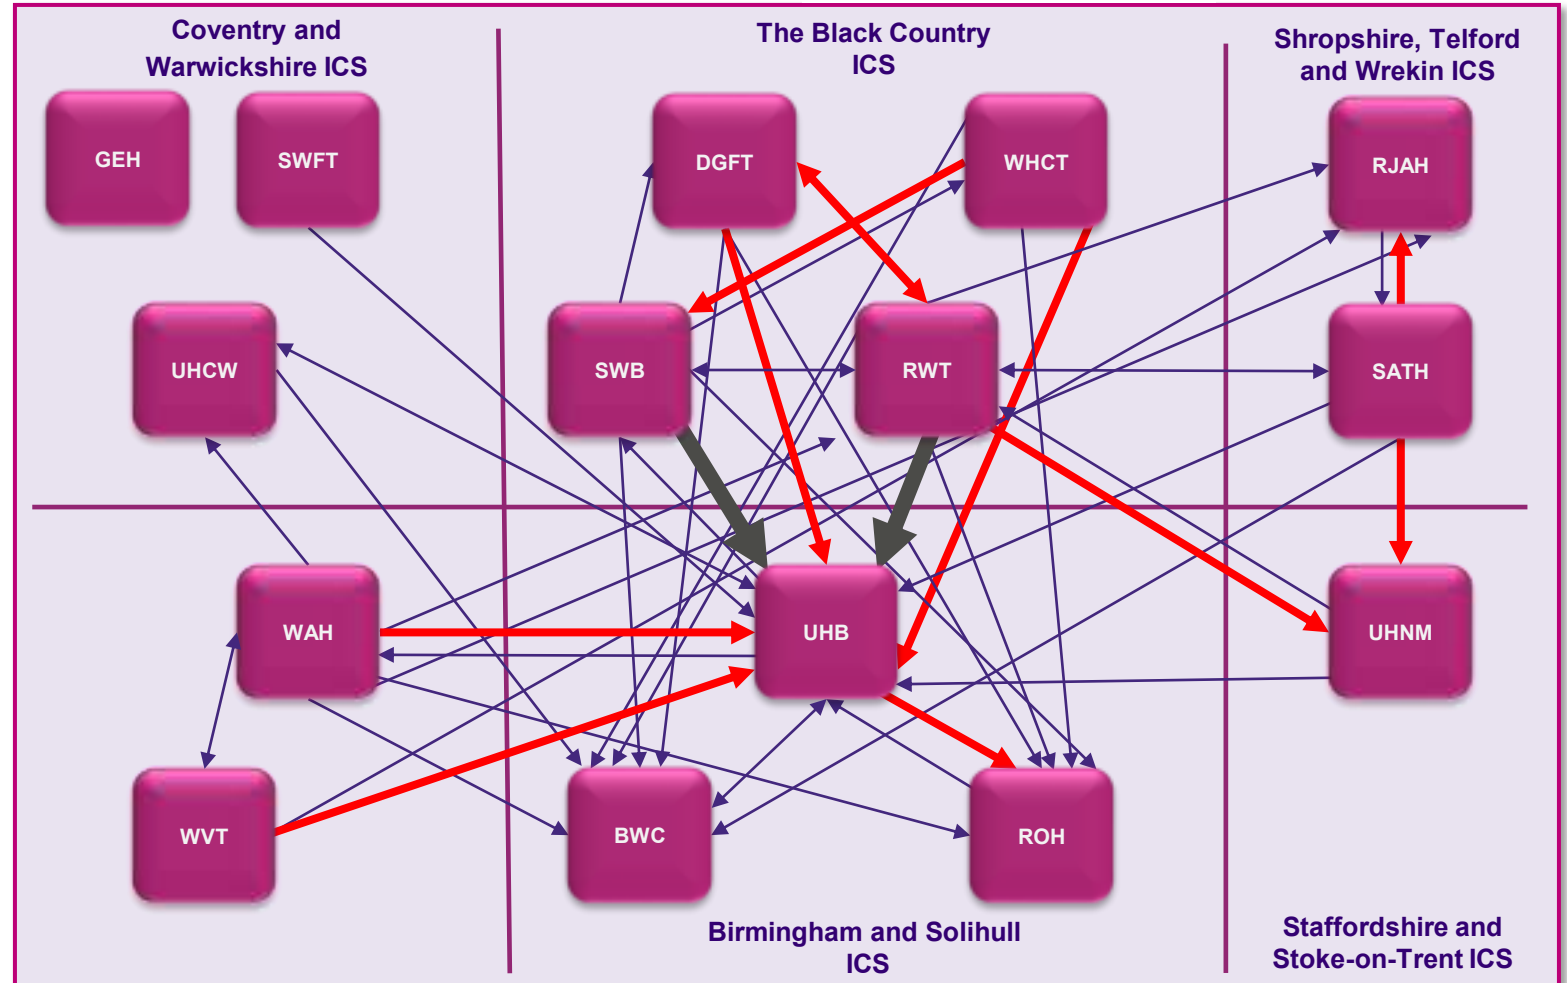 Coventry and
Warwickshire ICS
The Black Country
ICS
Shropshire, Telford
and Wrekin ICS
GEH
SWFT
DGFT
WHCT
RJAH
UHCW
SWB
RWT
SATH
WAH
UHB
UHNM
WVT
BWC
ROH
Birmingham and Solihull
ICS
Staffordshire and
Stoke-on-Trent ICS